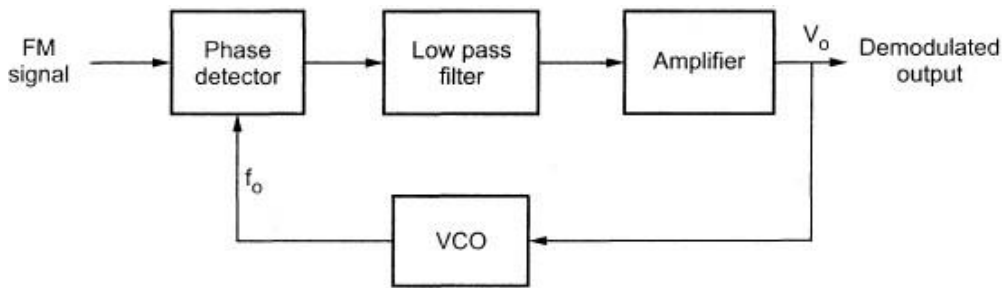 FM
signal
Phase
detector
Low pass
filter
Amplifier
Vo
Demodulated
output
fo
VCO